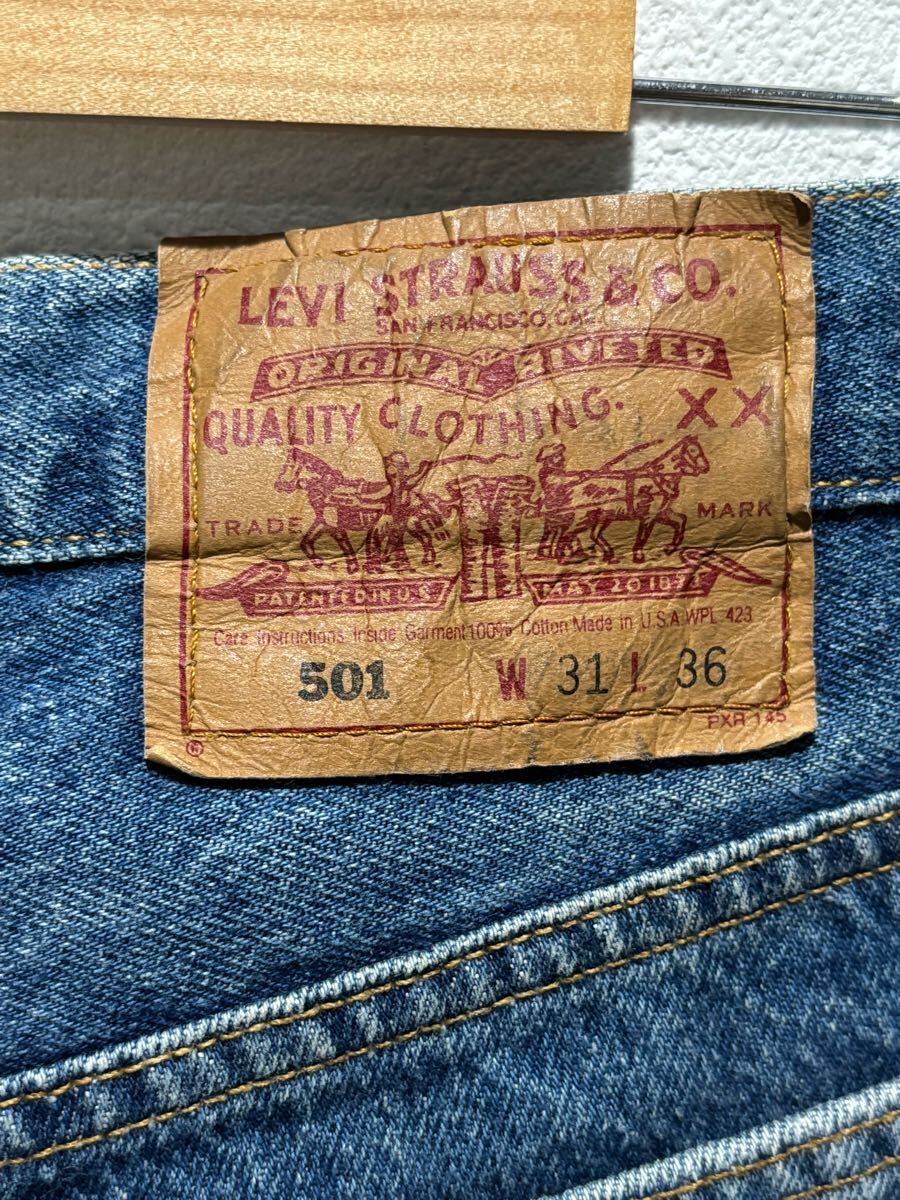 LEVI STRAUSS & CO.
SAN FRANCISCO, CAL.
ORIGINAL RIVETED
QUALITY CLOTHING. XX
TRADE MARK
PATENTED IN U.S. MAY 20 1873
Care Instructions Inside Garment 100% Cotton Made in U.S.A WPL 423
501 W 31 L 36
PXR 145
®